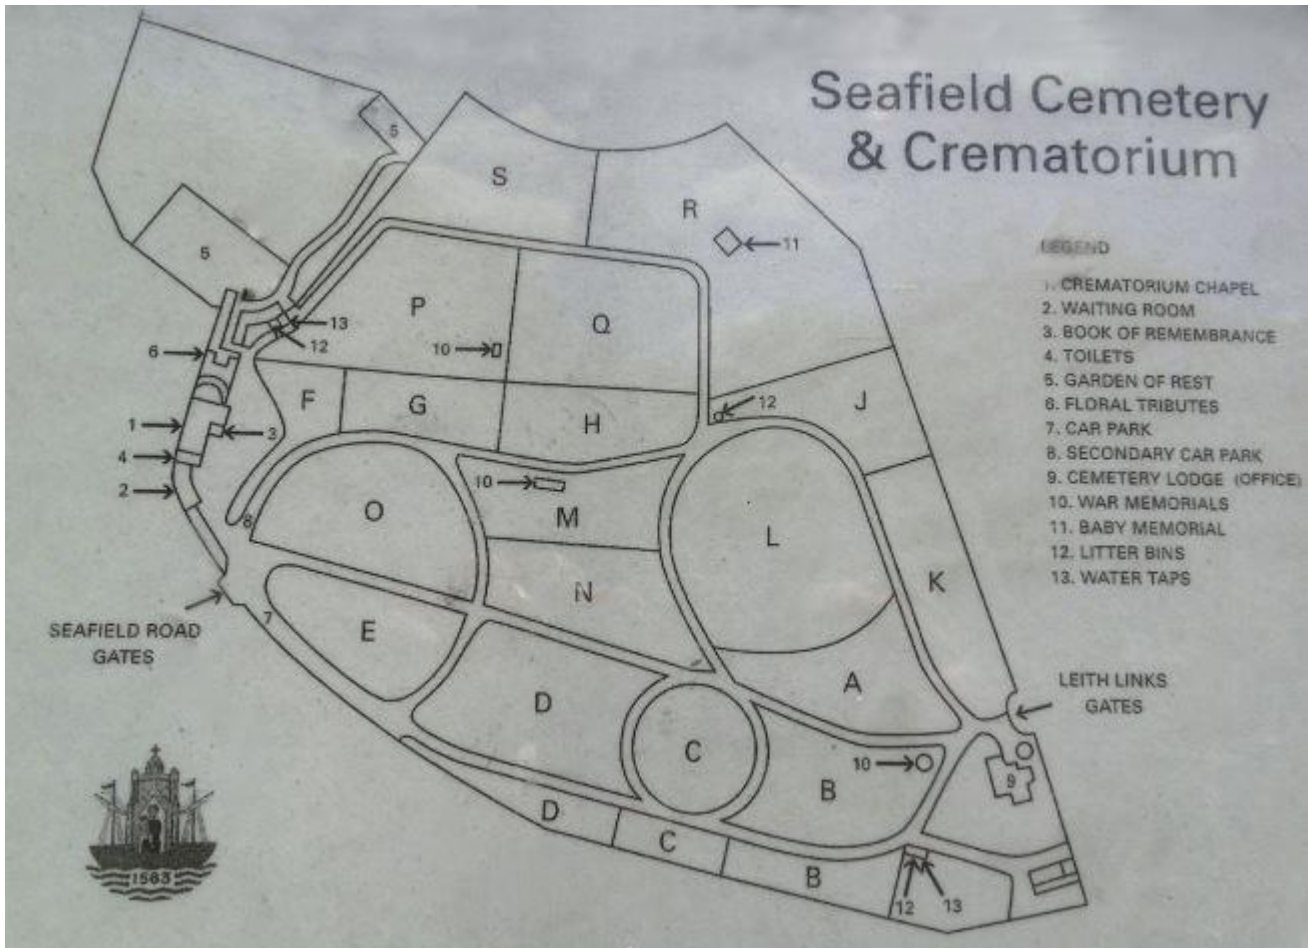 Seafield Cemetery
& Crematorium
LEGEND
1. CREMATORIUM CHAPEL
2. WAITING ROOM
3. BOOK OF REMEMBRANCE
4. TOILETS
5. GARDEN OF REST
6. FLORAL TRIBUTES
7. CAR PARK
8. SECONDARY CAR PARK
9. CEMETERY LODGE (OFFICE)
10. WAR MEMORIALS
11. BABY MEMORIAL
12. LITTER BINS
13. WATER TAPS
5
S
R
11
5
P
Q
13
12
10
6
F
G
H
12
J
1
3
4
2
10
O
M
L
8
N
K
SEAFIELD ROAD
GATES
7
E
A
LEITH LINKS
GATES
D
C
B
10
9
D
C
B
12
13
1583